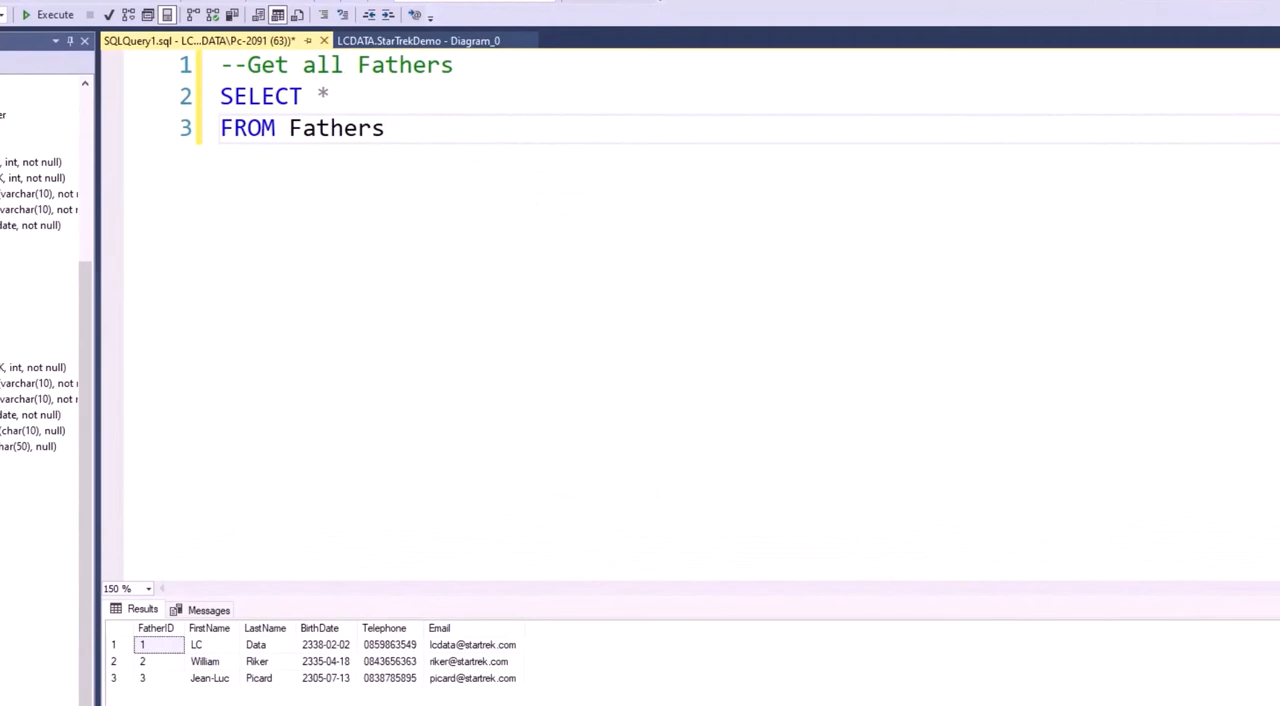 Execute
SQLQuery1.sql - LC...DATA\Pc-2091 (63))*
LCDATA.StarTrekDemo - Diagram_0
1 --Get all Fathers
2 SELECT *
3 FROM Fathers
er
, int, not null)
K, int, not null)
(varchar(10), not
varchar(10), not
date, not null)
K, int, not null)
(varchar(10), not
varchar(10), not
date, not null)
(char(10), null)
har(50), null)
150 %
Results Messages
FatherID FirstName LastName BirthDate Telephone Email
1 1 LC Data 2338-02-02 0859863549 lcdata@startrek.com
2 2 William Riker 2335-04-18 0843656363 riker@startrek.com
3 3 Jean-Luc Picard 2305-07-13 0838785895 picard@startrek.com